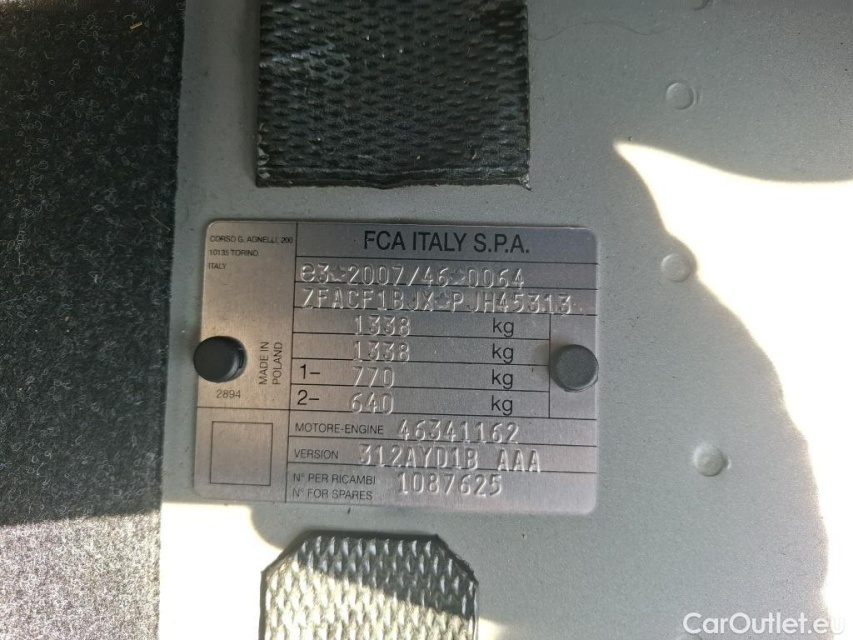 CORSO G. AGNELLI, 200
10135 TORINO
ITALY
FCA ITALY S.P.A.
e3*2007/46*0064
ZFACF1BJX*PJH45313
1338 kg
1338 kg
1- 770 kg
2- 640 kg
MADE IN
POLAND
2894
MOTORE-ENGINE 46341162
VERSION 312AYD1B AAA
N° PER RICAMBI
N° FOR SPARES 1087625
CarOutlet.eu